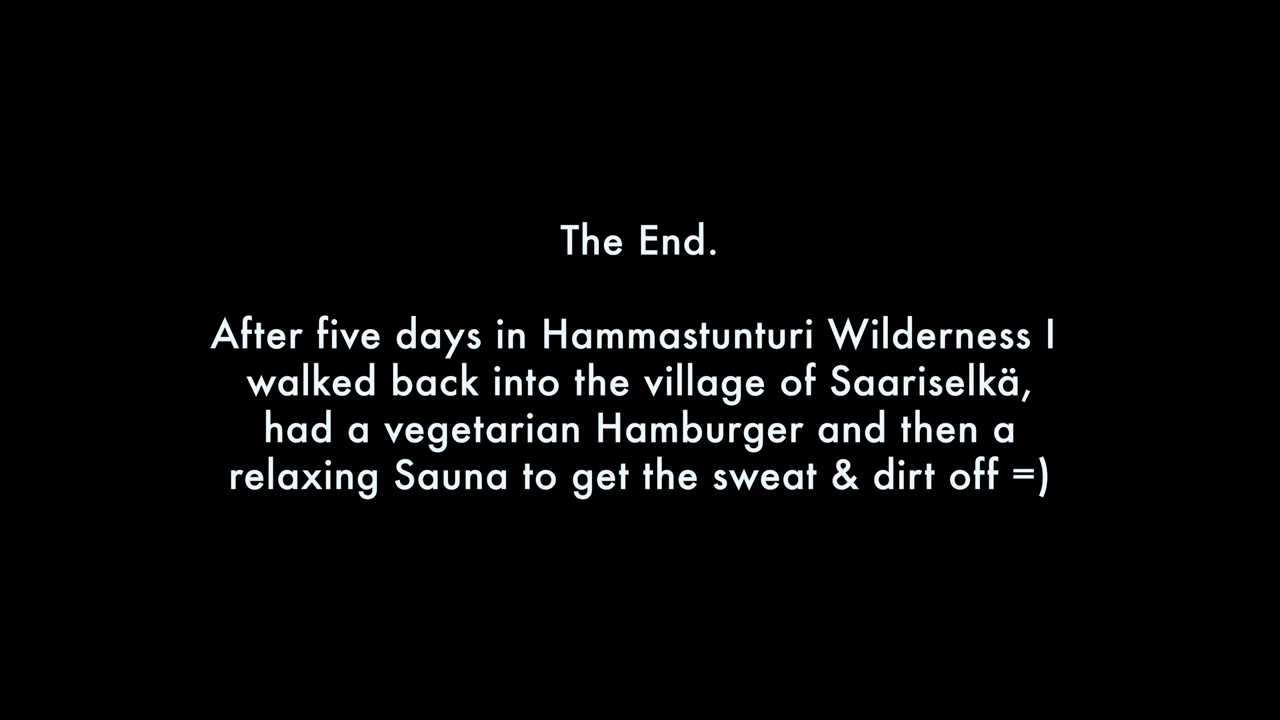 The End.
After five days in Hammastunturi Wilderness I
walked back into the village of Saariselkä,
had a vegetarian Hamburger and then a
relaxing Sauna to get the sweat & dirt off =)